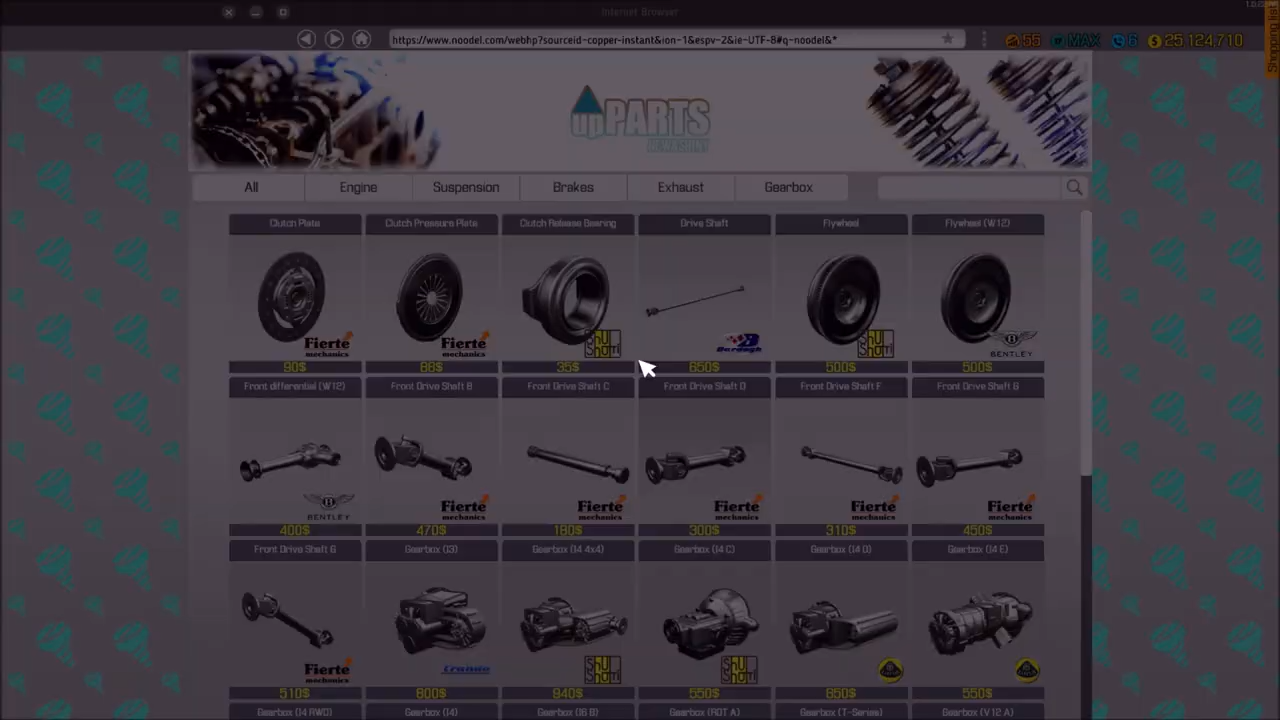 Internet Browser
https://www.noodel.com/webhp?sourceid-copper-instant&ion-1&espv-2&ie-UTF-8#q-noodel&*
55 MAX 6 $ 25 124,710
upPARTS
All Engine Suspension Brakes Exhaust Gearbox
Clutch Plate Clutch Pressure Plate Clutch Release Bearing Drive Shaft Flywheel Flywheel (W12)
Fierte mechanics Fierte mechanics BENTLEY
90$ 86$ 35$ 650$ 500$ 500$
Front differential (W12) Front Drive Shaft B Front Drive Shaft C Front Drive Shaft D Front Drive Shaft F Front Drive Shaft G
BENTLEY Fierte mechanics Fierte mechanics Fierte mechanics Fierte mechanics Fierte mechanics
400$ 470$ 180$ 300$ 310$ 450$
Front Drive Shaft G Gearbox (I3) Gearbox (I4 4x4) Gearbox (I4 C) Gearbox (I4 D) Gearbox (I4 E)
Fierte mechanics
510$ 800$ 940$ 550$ 650$ 550$
Gearbox (I4 RWD) Gearbox (I4) Gearbox (I6 B) Gearbox (ROT A) Gearbox (T-Series) Gearbox (V12 A)